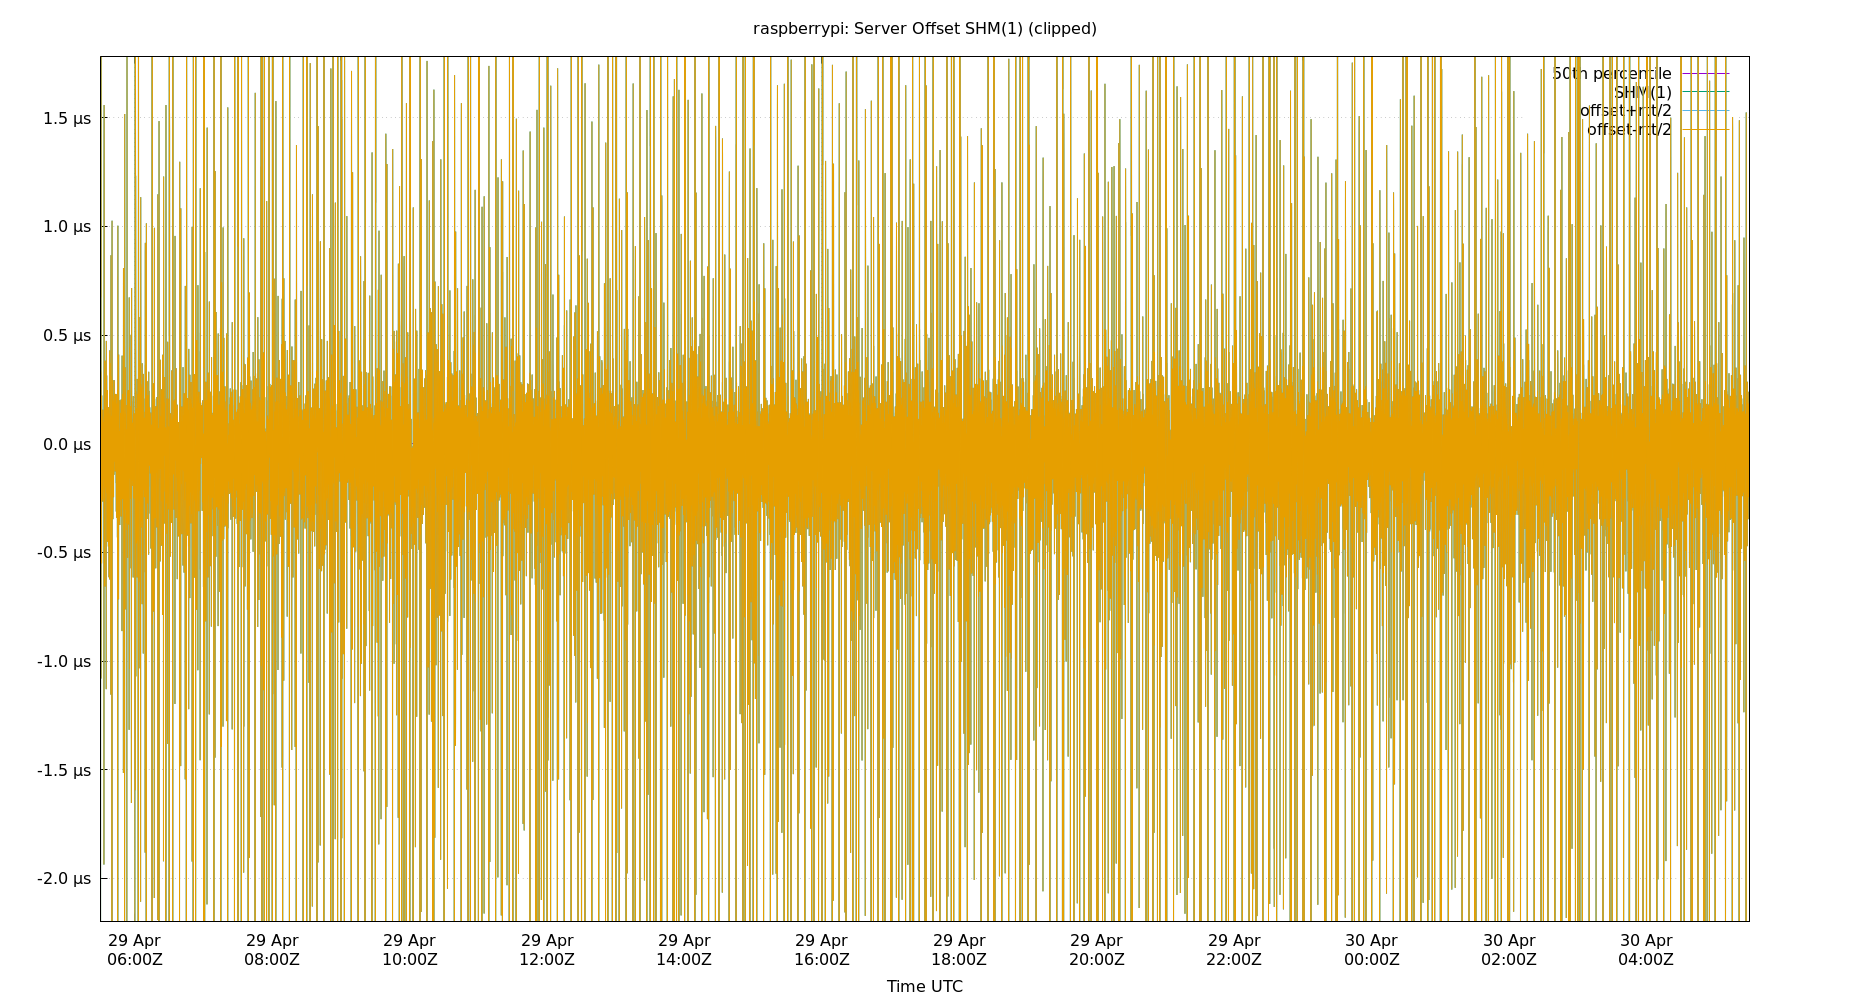 raspberrypi: Server Offset SHM(1) (clipped)
50th percentile
SHM(1)
offset+rtt/2
offset-rtt/2
1.5 µs
1.0 µs
0.5 µs
0.0 µs
-0.5 µs
-1.0 µs
-1.5 µs
-2.0 µs
29 Apr 29 Apr 29 Apr 29 Apr 29 Apr 29 Apr 29 Apr 29 Apr 29 Apr 30 Apr 30 Apr 30 Apr
06:00Z 08:00Z 10:00Z 12:00Z 14:00Z 16:00Z 18:00Z 20:00Z 22:00Z 00:00Z 02:00Z 04:00Z
Time UTC